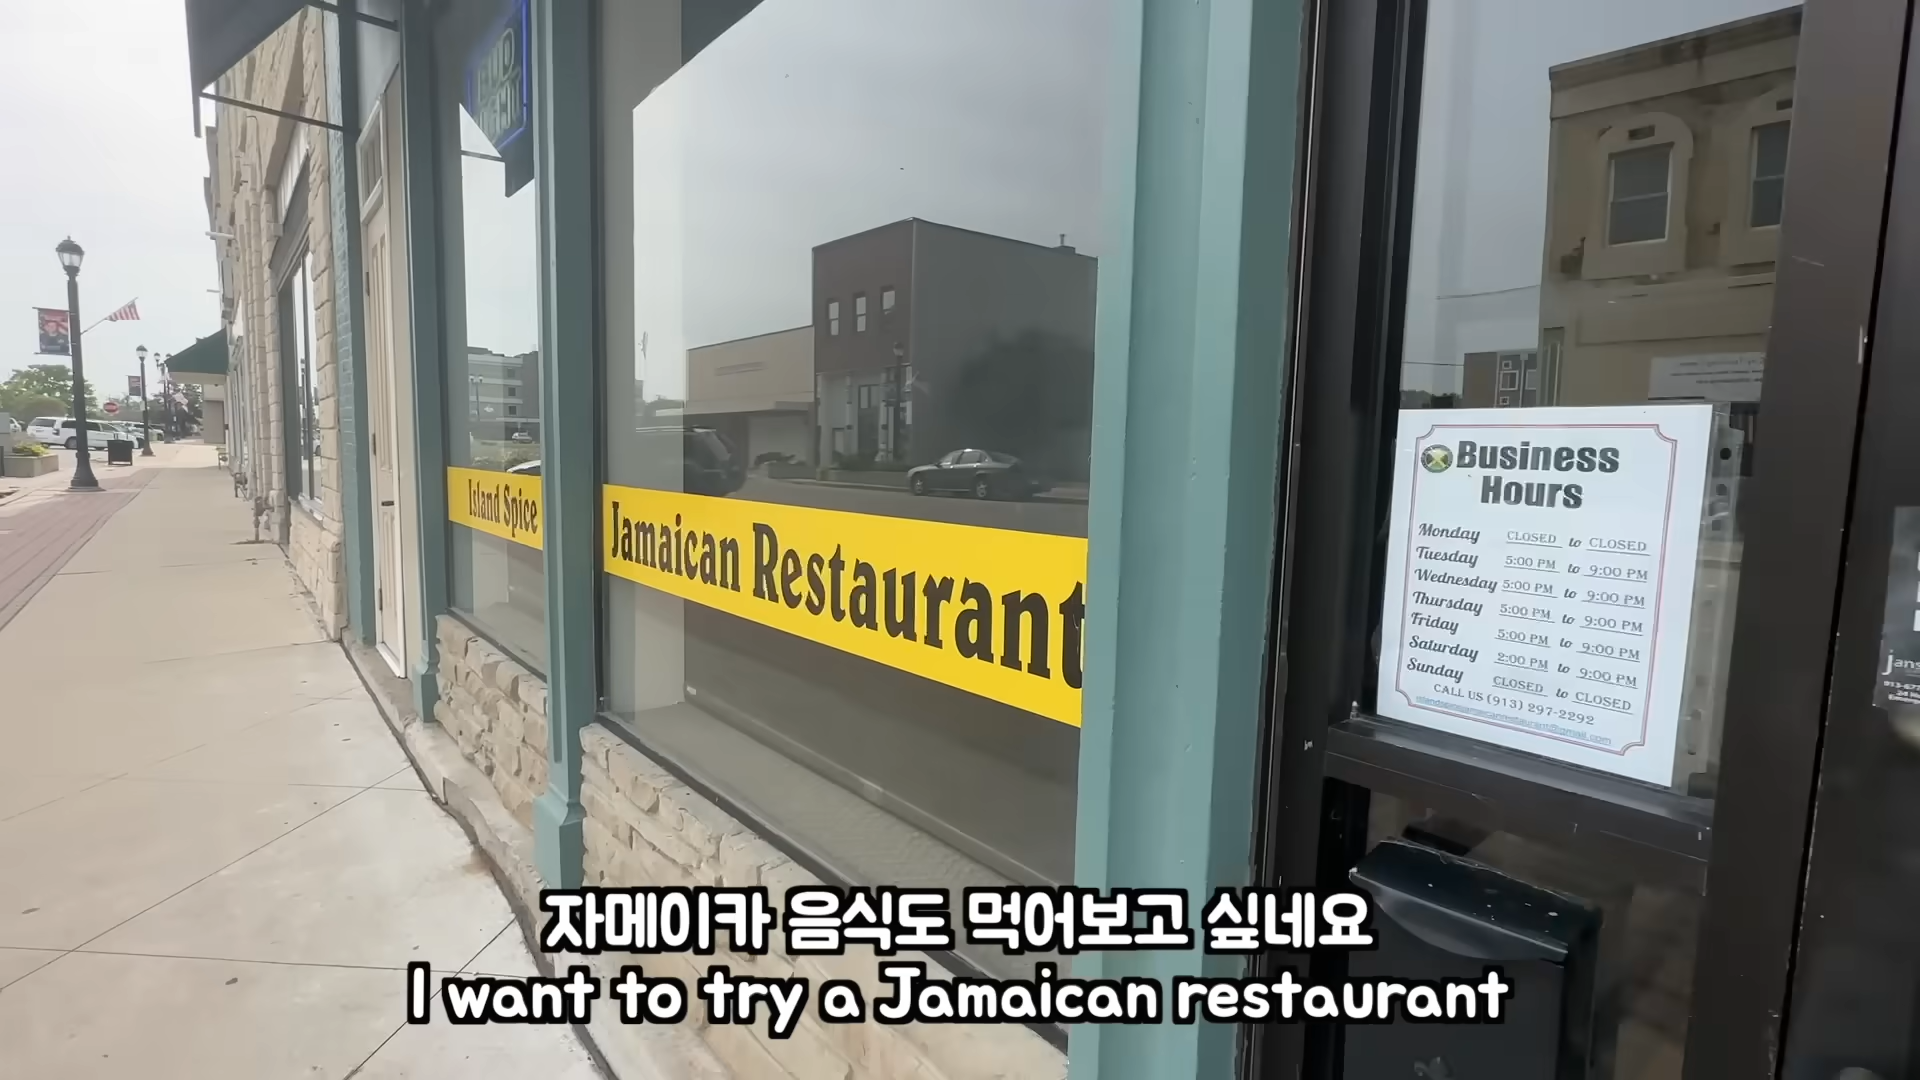 Island Spice
Jamaican Restaurant
Business
Hours
Monday CLOSED to CLOSED
Tuesday 5:00 PM to 9:00 PM
Wednesday 5:00 PM to 9:00 PM
Thursday 5:00 PM to 9:00 PM
Friday 5:00 PM to 9:00 PM
Saturday 2:00 PM to 9:00 PM
Sunday CLOSED to CLOSED
CALL US (913) 297-2292
자메이카 음식도 먹어보고 싶네요
I want to try a Jamaican restaurant